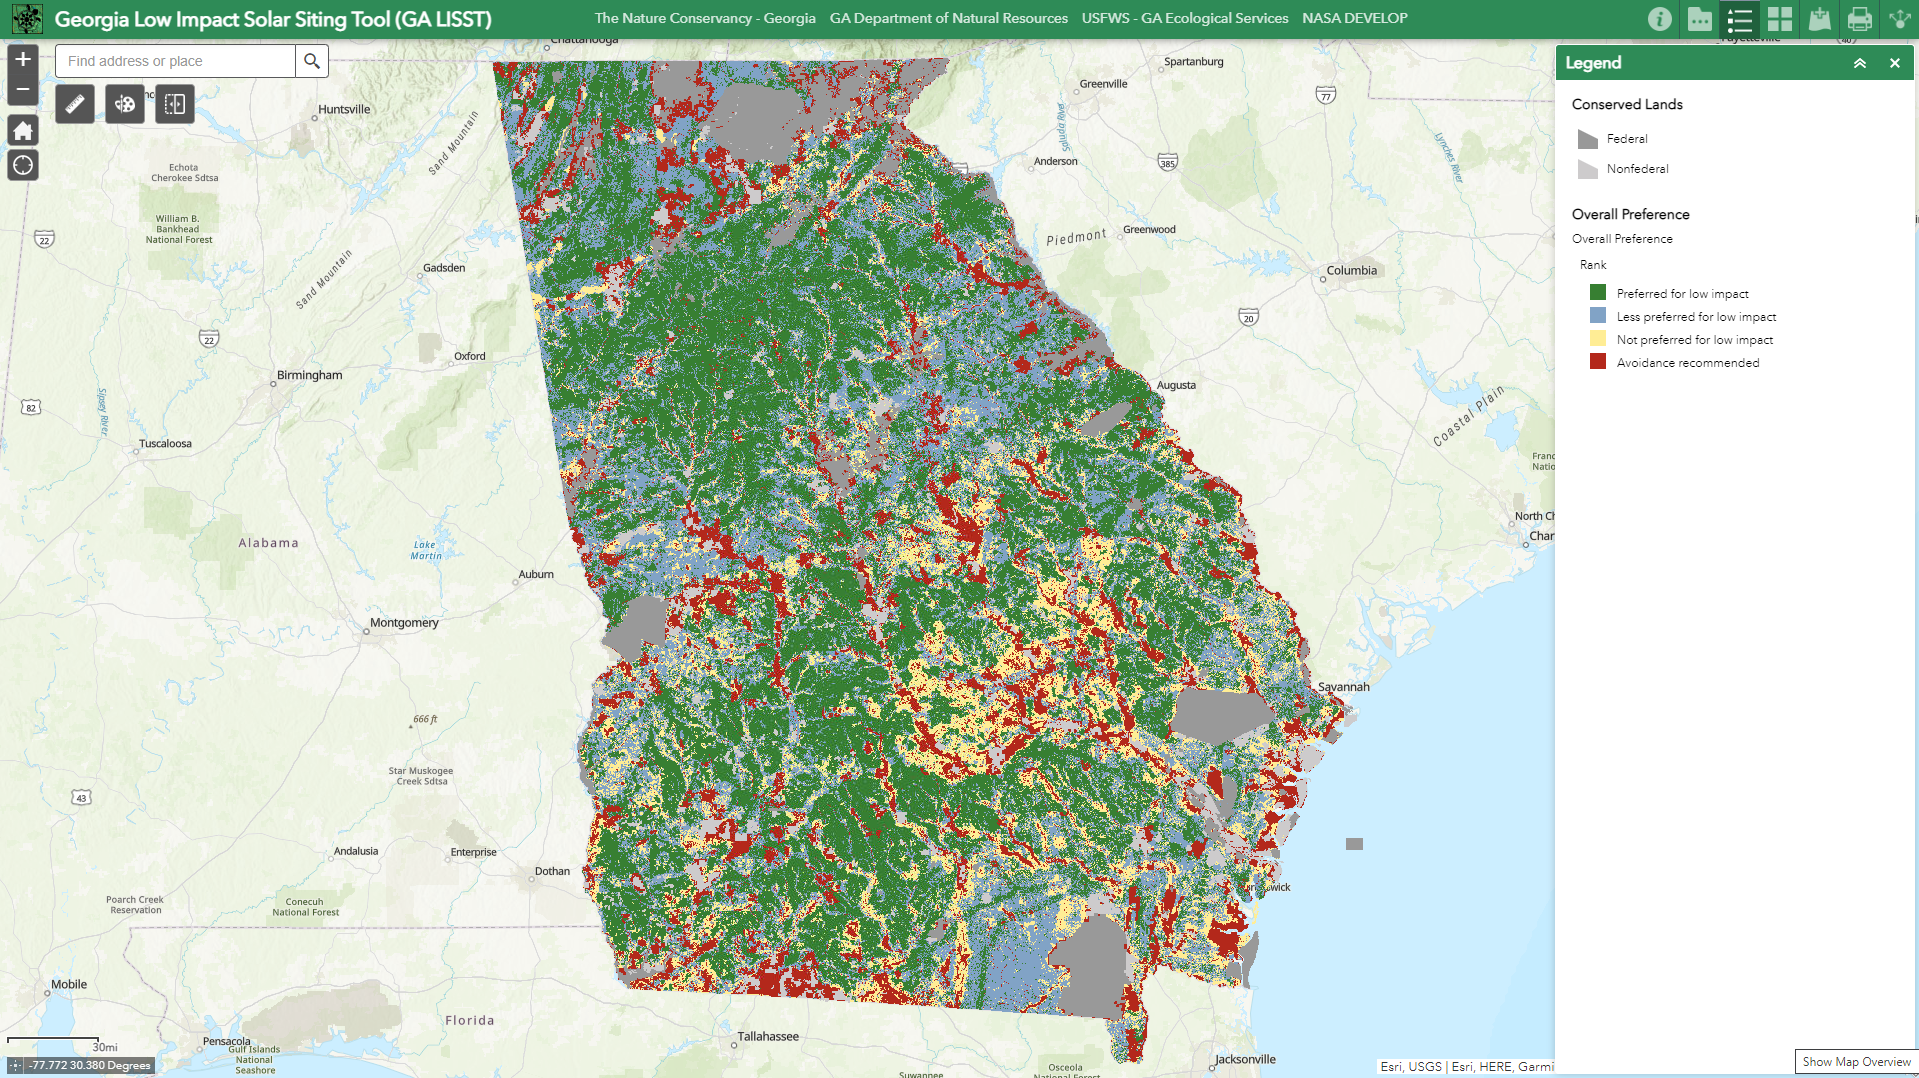 Georgia Low Impact Solar Siting Tool (GA LISST)
The Nature Conservancy - Georgia
GA Department of Natural Resources
USFWS - GA Ecological Services
NASA DEVELOP
Find address or place
Legend
Conserved Lands
Federal
Nonfederal
Overall Preference
Overall Preference
Rank
Preferred for low impact
Less preferred for low impact
Not preferred for low impact
Avoidance recommended
Chattanooga
Fayetteville
Spartanburg
Greenville
77
Huntsville
Saluda River
Sand Mountain
Lynches River
Anderson
385
Echota
Cherokee Sdtsa
William B.
Bankhead
National Forest
22
Piedmont
Greenwood
Gadsden
Sand Mountain
Columbia
20
22
Oxford
Birmingham
Augusta
82
Sipsey River
Coastal Plain
Tuscaloosa
Franc
Natio
North Ch
Char
Alabama
Lake
Martin
Auburn
Montgomery
Savannah
666 ft
Star Muskogee
Creek Sdtsa
43
Andalusia
Enterprise
Dothan
Poarch Creek
Reservation
Conecuh
National Forest
Mobile
Florida
Tallahassee
Pensacola
Gulf Islands
National
Seashore
Jacksonville
Osceola
National Forest
Suwannee
30mi
-77.772 30.380 Degrees
Esri, USGS | Esri, HERE, Garmi
Show Map Overview